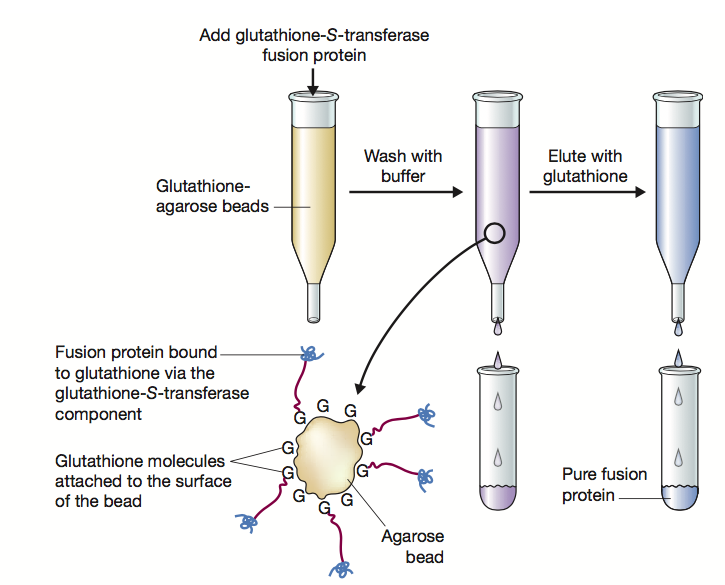 Add glutathione-S-transferase
fusion protein
Wash with
buffer
Elute with
glutathione
Glutathione-
agarose beads
Fusion protein bound
to glutathione via the
glutathione-S-transferase
component
Glutathione molecules
attached to the surface
of the bead
G
G
G
G
G
G
G
G
G
G
Agarose
bead
Pure fusion
protein